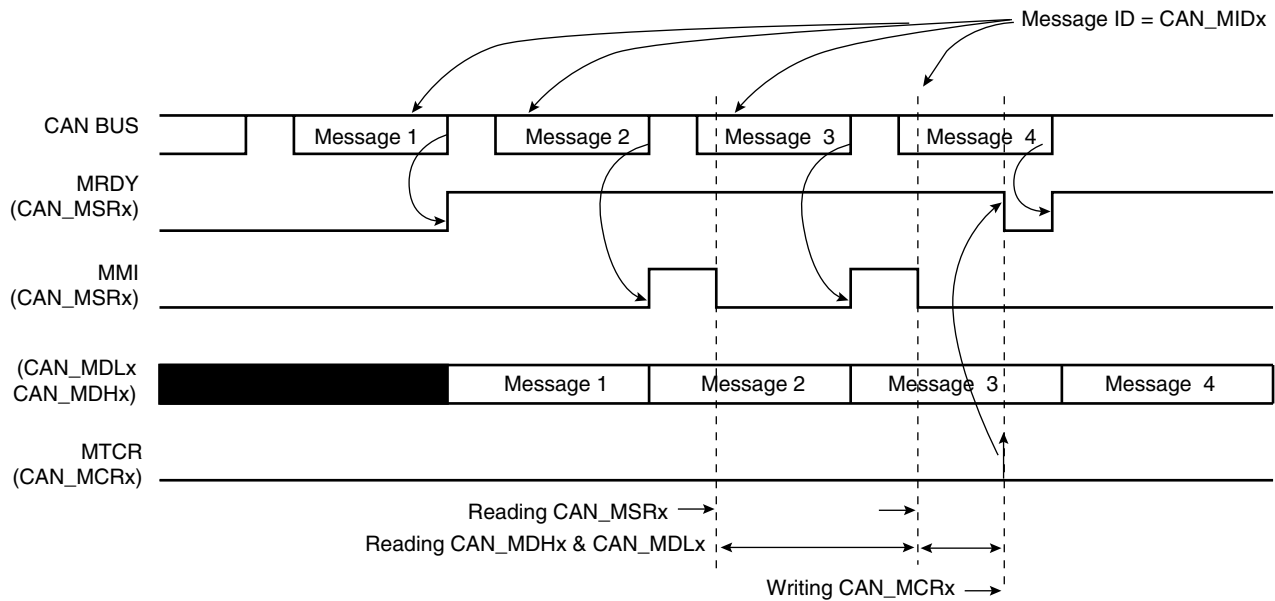 Message ID = CAN_MIDx
CAN BUS
Message 1
Message 2
Message 3
Message 4
MRDY
(CAN_MSRx)
MMI
(CAN_MSRx)
(CAN_MDLx
CAN_MDHx)
Message 1
Message 2
Message 3
Message 4
MTCR
(CAN_MCRx)
Reading CAN_MSRx
Reading CAN_MDHx & CAN_MDLx
Writing CAN_MCRx